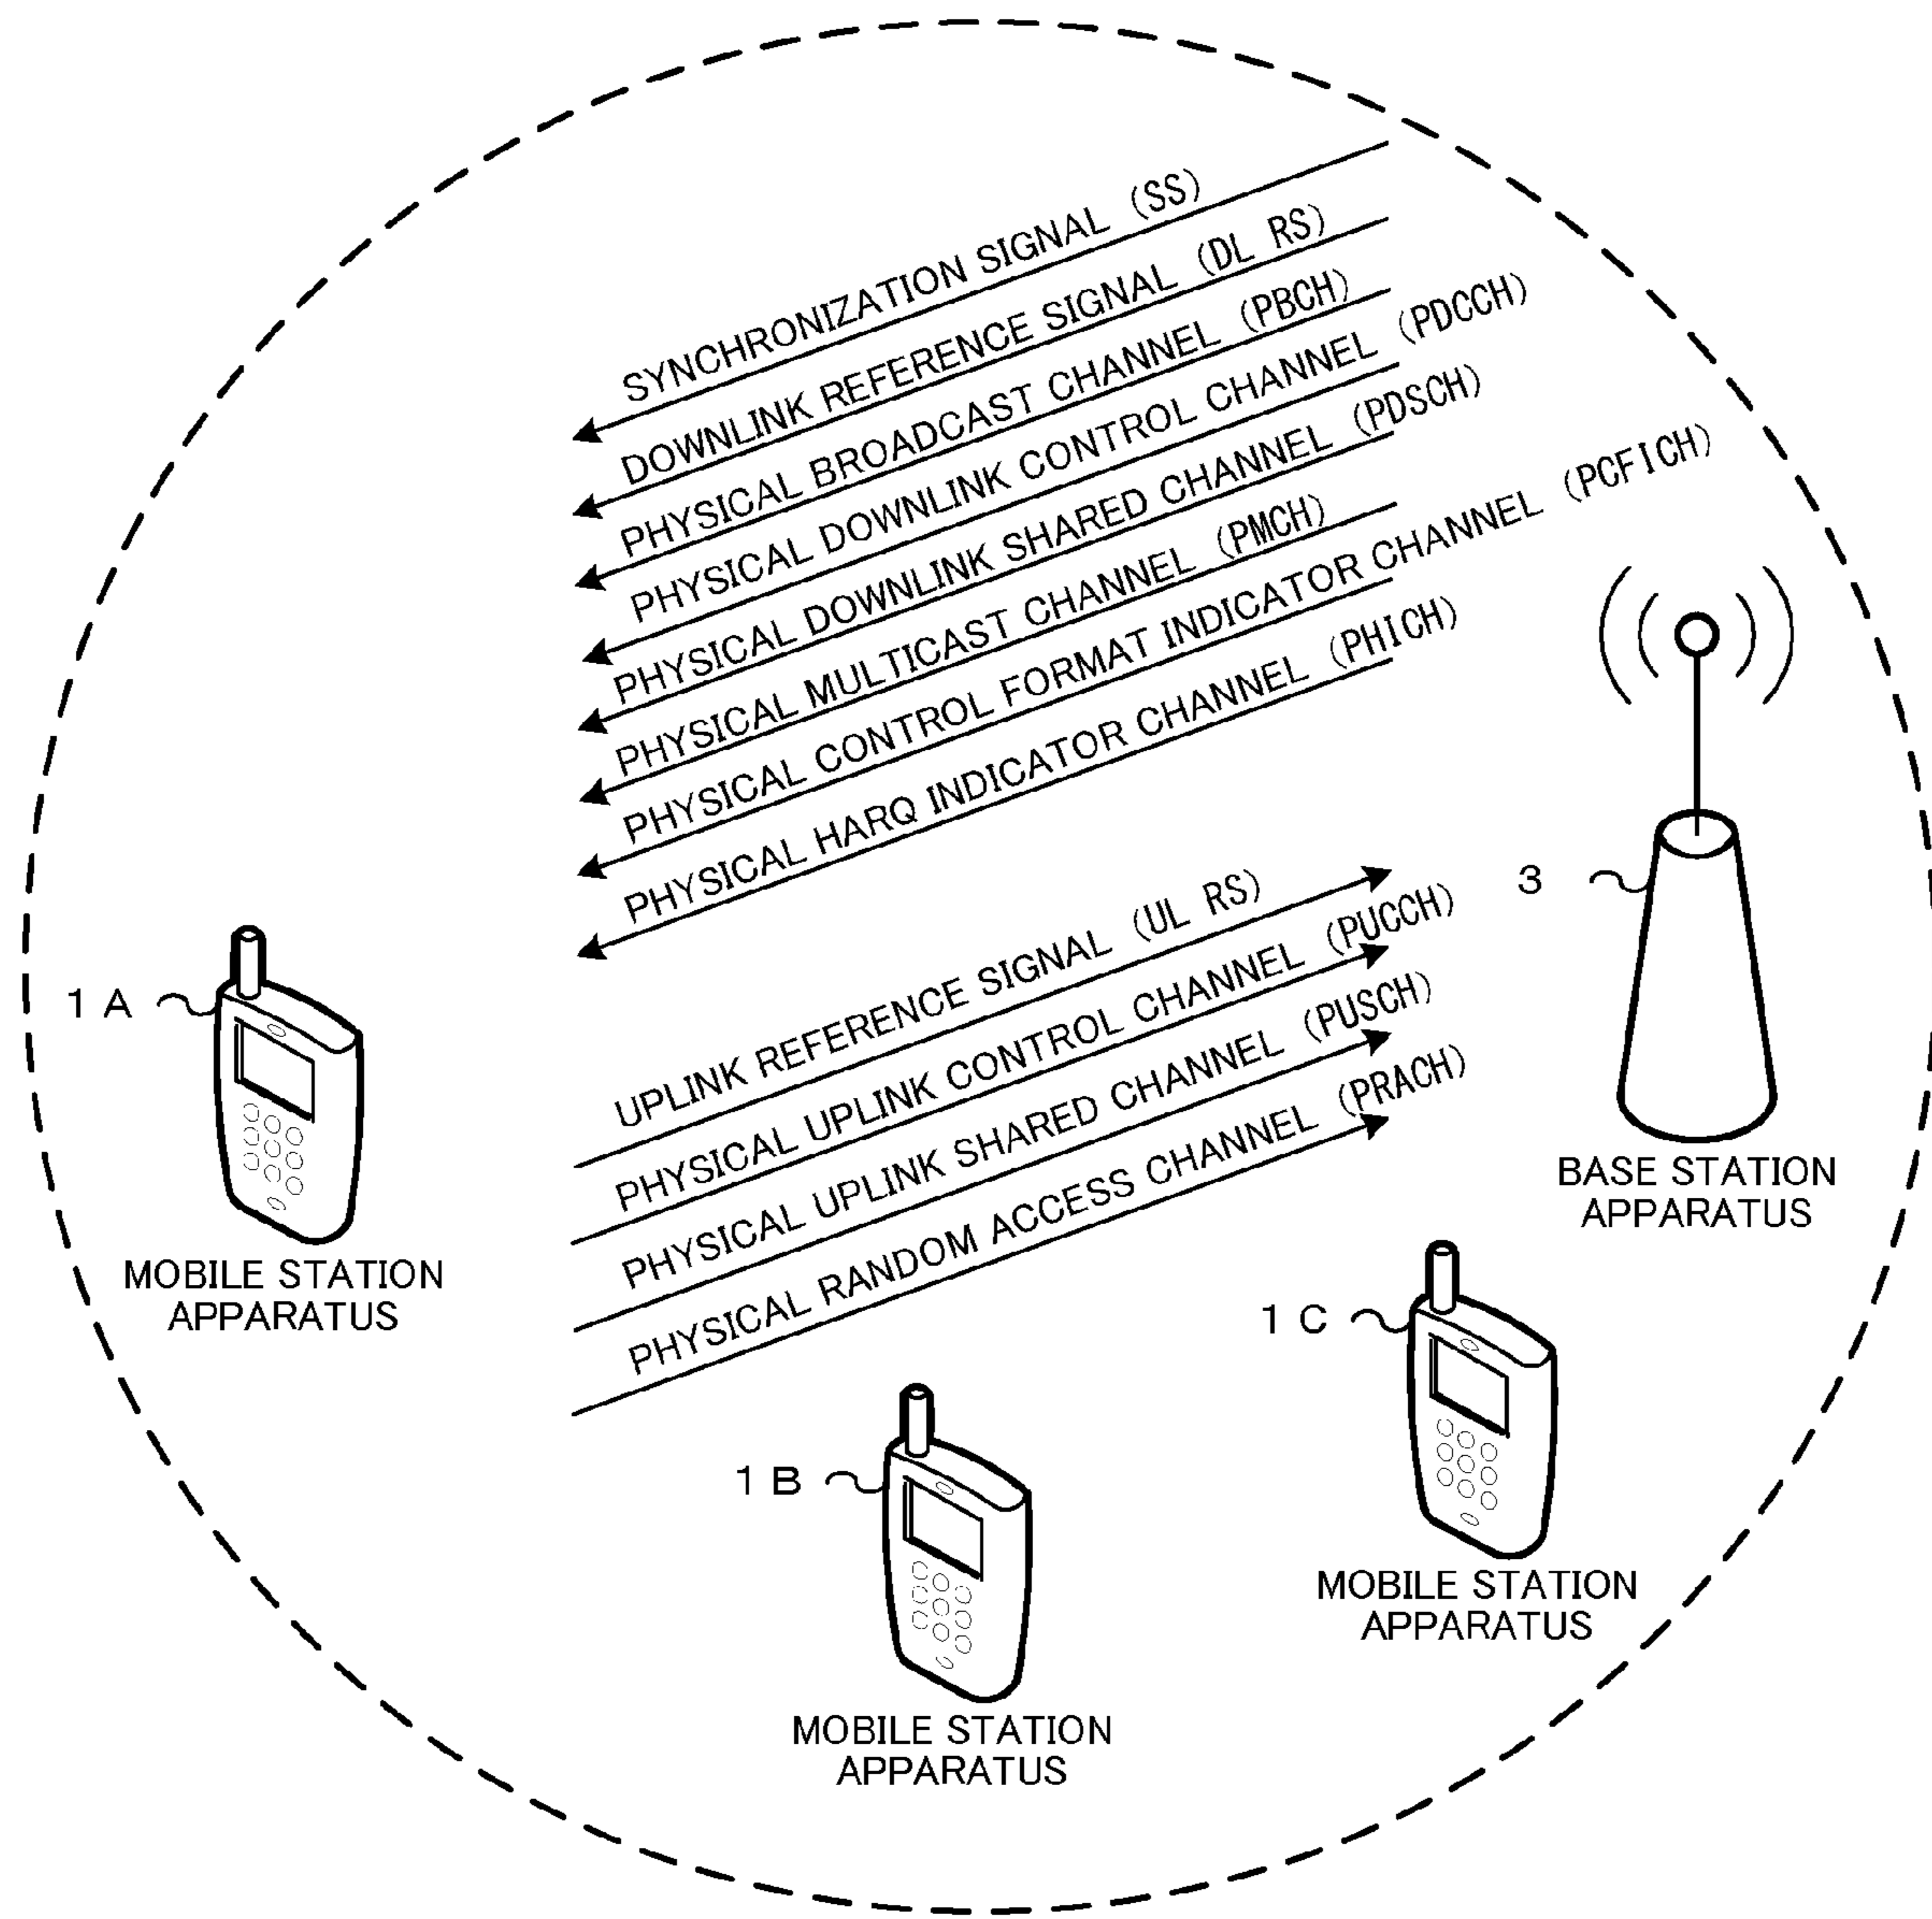 SYNCHRONIZATION SIGNAL (SS)
DOWNLINK REFERENCE SIGNAL (DL RS)
PHYSICAL BROADCAST CHANNEL (PBCH)
PHYSICAL DOWNLINK CONTROL CHANNEL (PDCCH)
PHYSICAL DOWNLINK SHARED CHANNEL (PDSCH)
PHYSICAL MULTICAST CHANNEL (PMCH)
PHYSICAL CONTROL FORMAT INDICATOR CHANNEL (PCFICH)
PHYSICAL HARQ INDICATOR CHANNEL (PHICH)
UPLINK REFERENCE SIGNAL (UL RS)
PHYSICAL UPLINK CONTROL CHANNEL (PUCCH)
PHYSICAL UPLINK SHARED CHANNEL (PUSCH)
PHYSICAL RANDOM ACCESS CHANNEL (PRACH)
3
BASE STATION
APPARATUS
1A
MOBILE STATION
APPARATUS
1B
MOBILE STATION
APPARATUS
1C
MOBILE STATION
APPARATUS